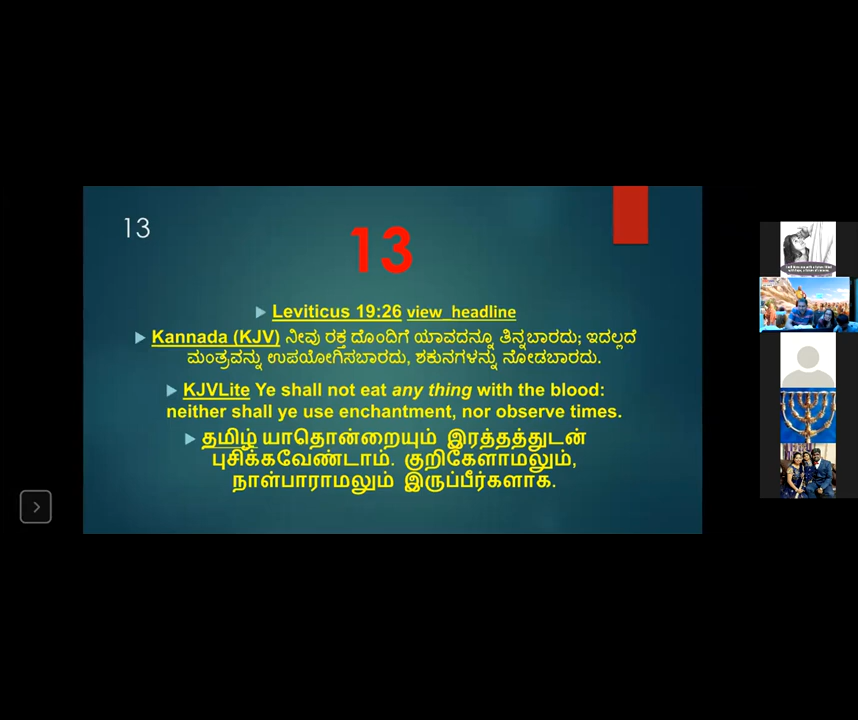 13
13
Leviticus 19:26 view_headline
Kannada (KJV) ನೀವು ರಕ್ತ ದೊಂದಿಗೆ ಯಾವದನ್ನೂ ತಿನ್ನಬಾರದು; ಇದಲ್ಲದೆ
ಮಂತ್ರವನ್ನು ಉಪಯೋಗಿಸಬಾರದು, ಶಕುನಗಳನ್ನು ನೋಡಬಾರದು.
KJVLite Ye shall not eat any thing with the blood:
neither shall ye use enchantment, nor observe times.
தமிழ் யாதொன்றையும் இரத்தத்துடன்
புசிக்கவேண்டாம். குறிகேளாமலும்,
நாள்பாராமலும் இருப்பீர்களாக.